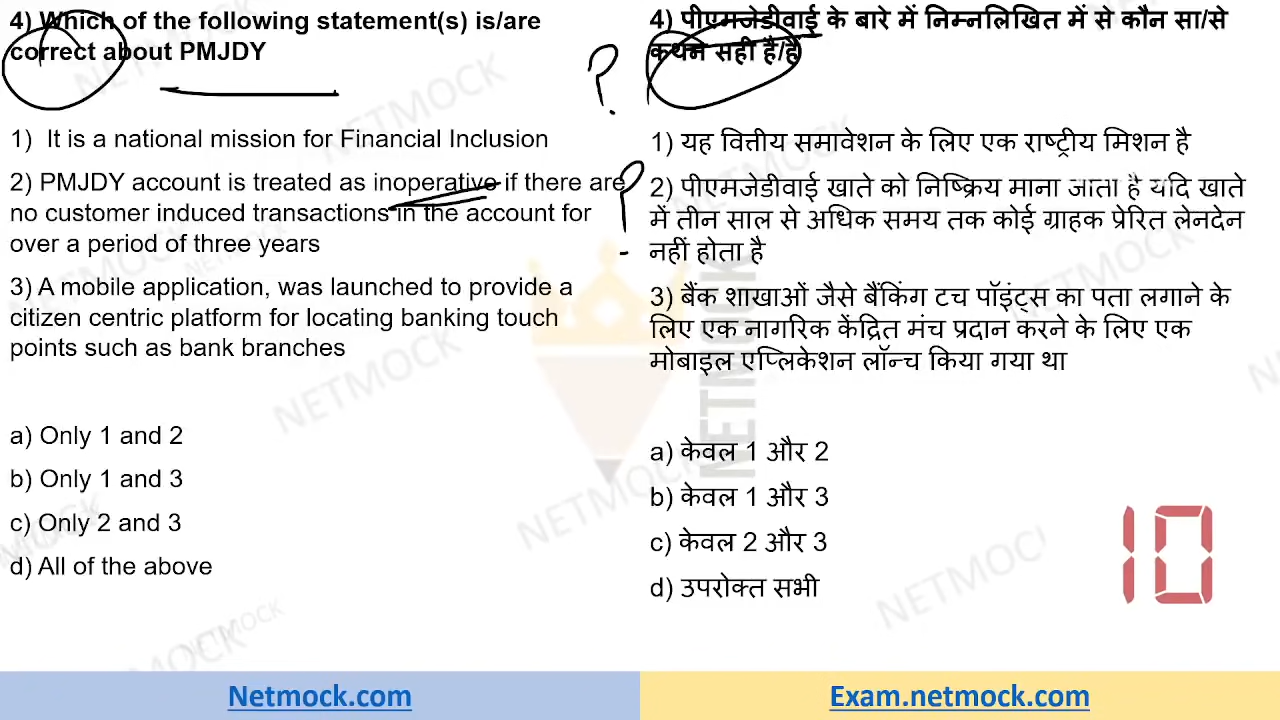 4) Which of the following statement(s) is/are
correct about PMJDY
1) It is a national mission for Financial Inclusion
2) PMJDY account is treated as inoperative if there are
no customer induced transactions in the account for
over a period of three years
3) A mobile application, was launched to provide a
citizen centric platform for locating banking touch
points such as bank branches
a) Only 1 and 2
b) Only 1 and 3
c) Only 2 and 3
d) All of the above
4) पीएमजेडीवाई के बारे में निम्नलिखित में से कौन सा/से
कथन सही है/हैं
1) यह वित्तीय समावेशन के लिए एक राष्ट्रीय मिशन है
2) पीएमजेडीवाई खाते को निष्क्रिय माना जाता है यदि खाते
में तीन साल से अधिक समय तक कोई ग्राहक प्रेरित लेनदेन
नहीं होता है
3) बैंक शाखाओं जैसे बैंकिंग टच पॉइंट्स का पता लगाने के
लिए एक नागरिक केंद्रित मंच प्रदान करने के लिए एक
मोबाइल एप्लिकेशन लॉन्च किया गया था
a) केवल 1 और 2
b) केवल 1 और 3
c) केवल 2 और 3
d) उपरोक्त सभी
?
?
10
NETMOCK
Netmock.com
Exam.netmock.com